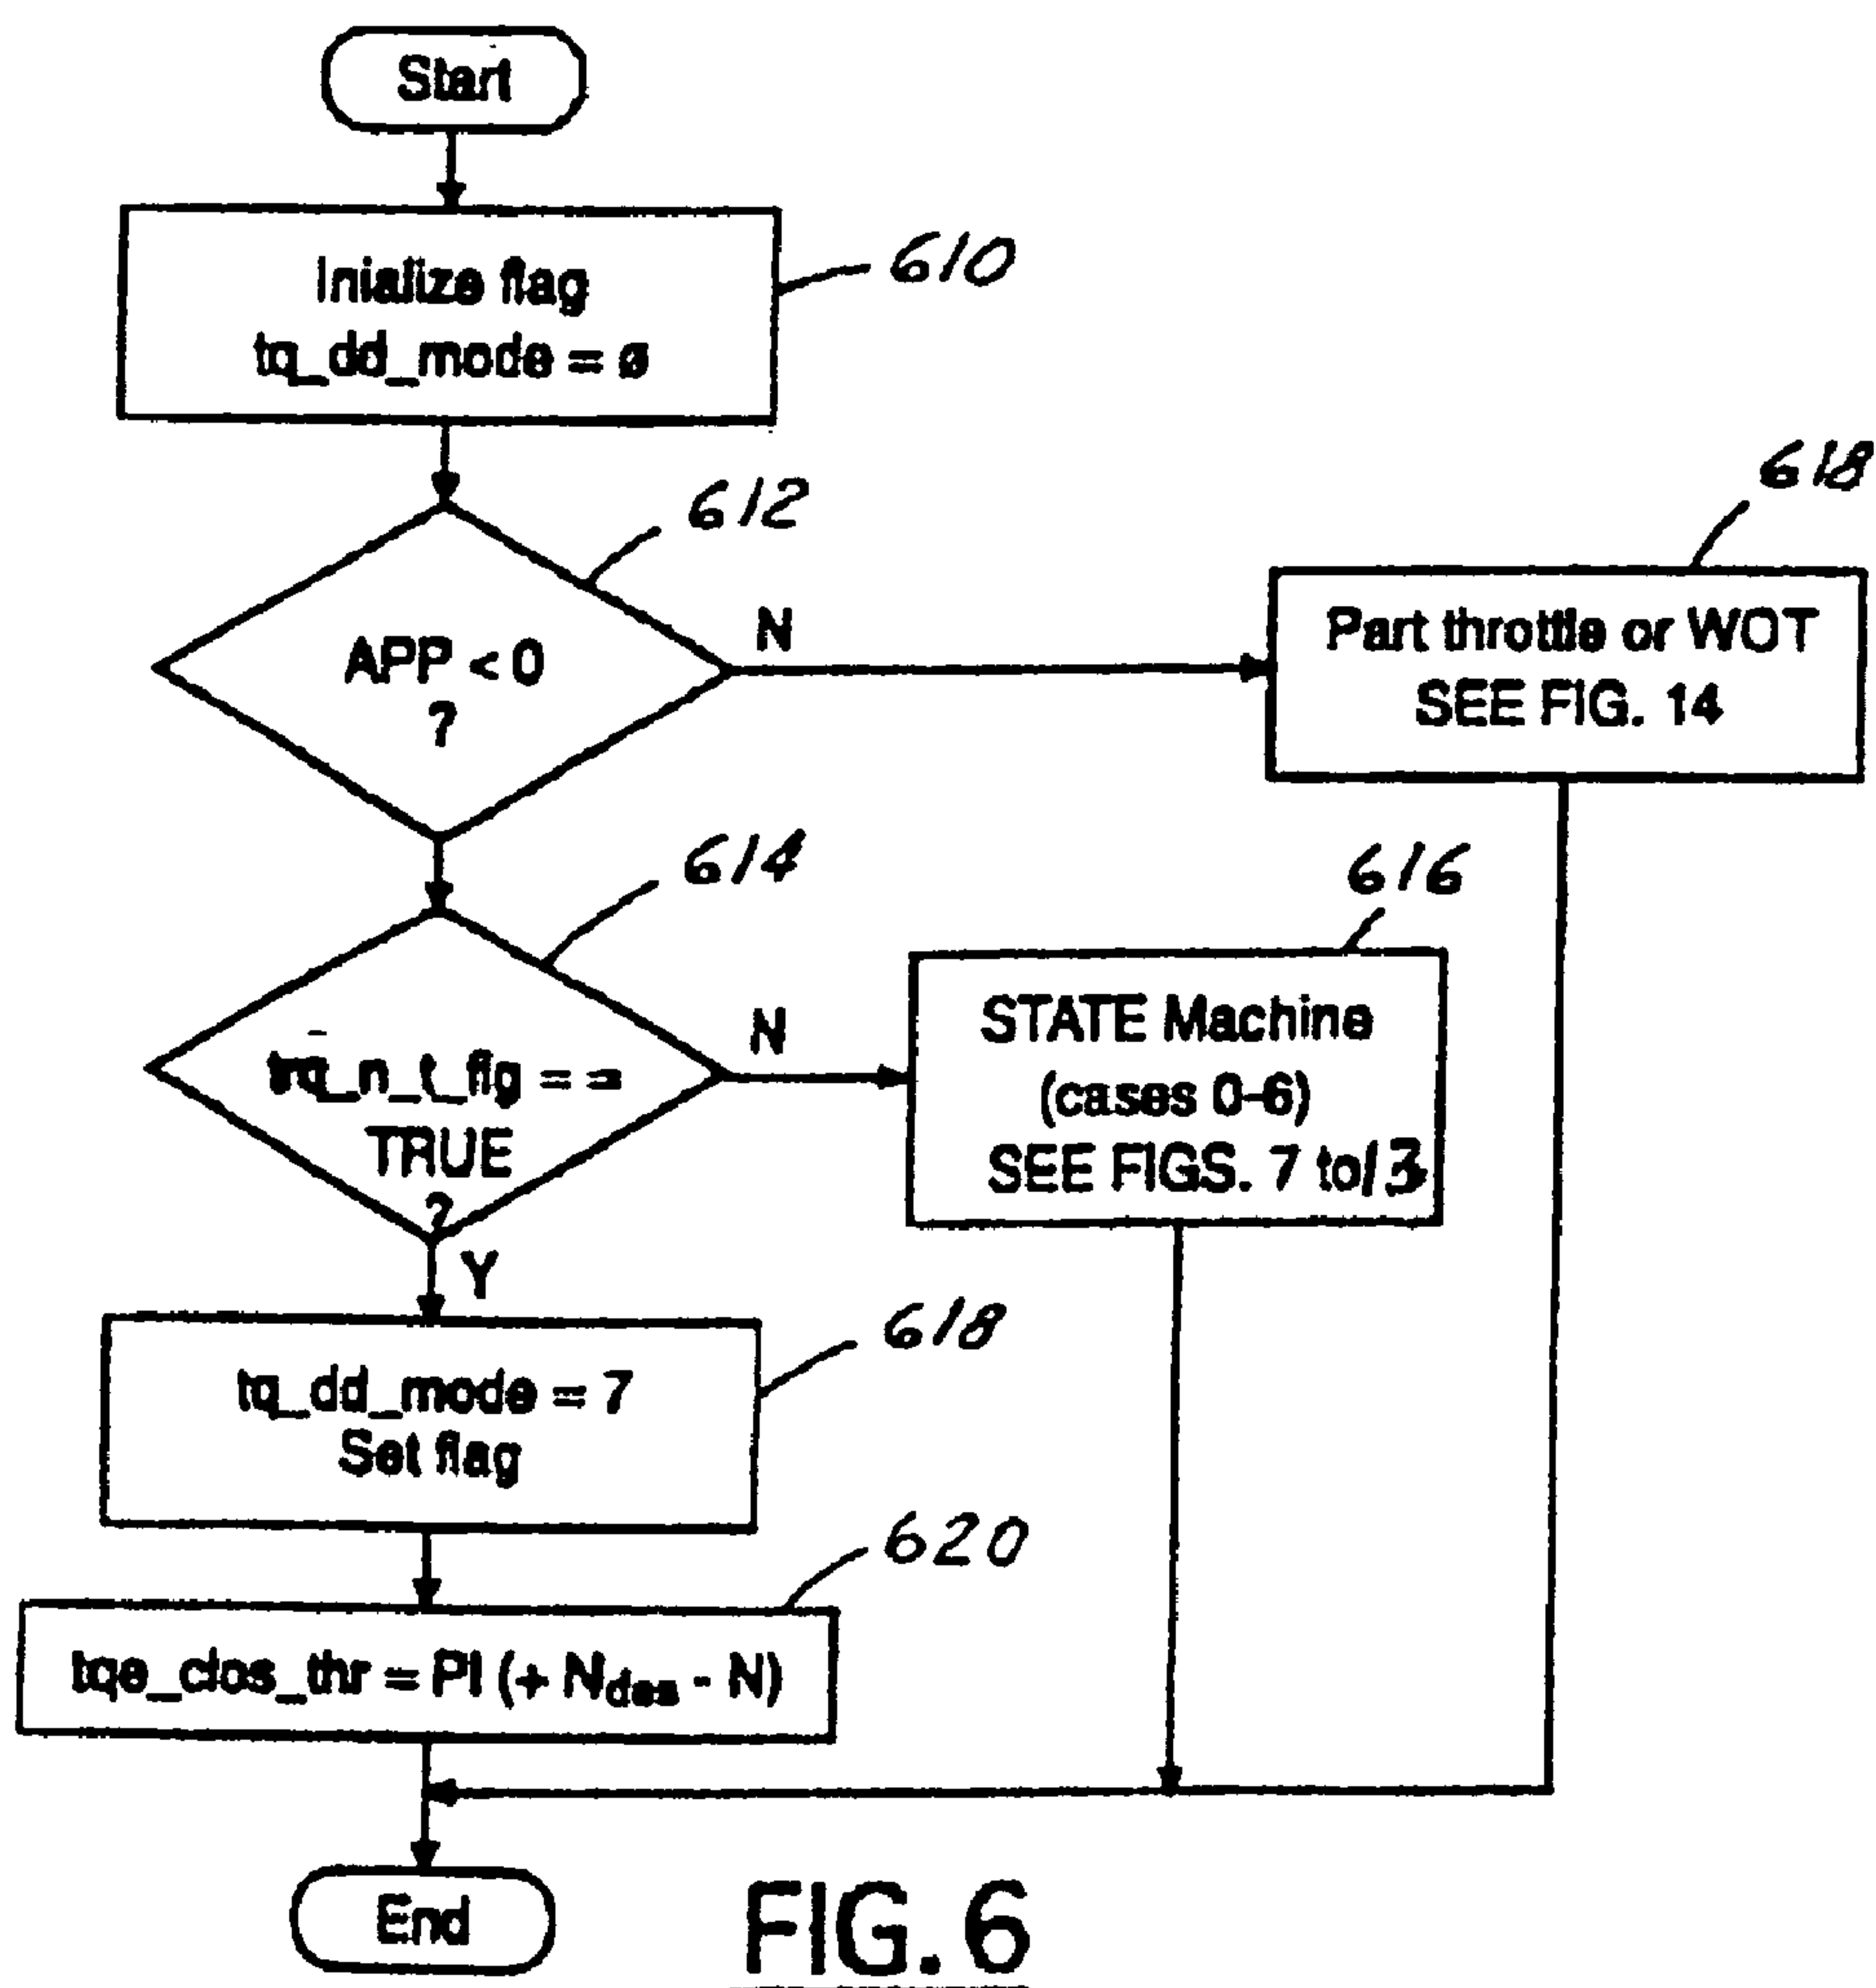 Start
Inialize flag
tq_dd_mode = ø
610
612
APP < 0
?
N
618
Part throttle or WOT
SEE FIG. 14
614
trq_n_t_flg = =
TRUE
?
N
616
STATE Machine
(cases 0-6)
SEE FIGS. 7 to 13
Y
618
tq_dd_mode = 7
Set flag
620
tqe_clos_thr = PI (+ Ndes - N)
End
FIG. 6